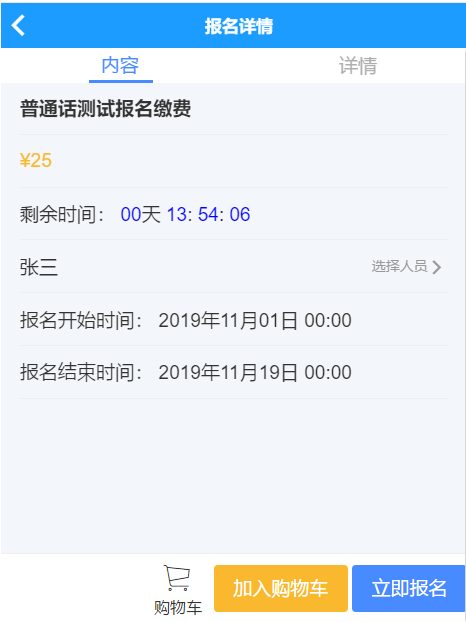 报名详情
内容 详情
普通话测试报名缴费
¥25
剩余时间： 00天 13: 54: 06
张三 选择人员
报名开始时间： 2019年11月01日 00:00
报名结束时间： 2019年11月19日 00:00
购物车 加入购物车 立即报名